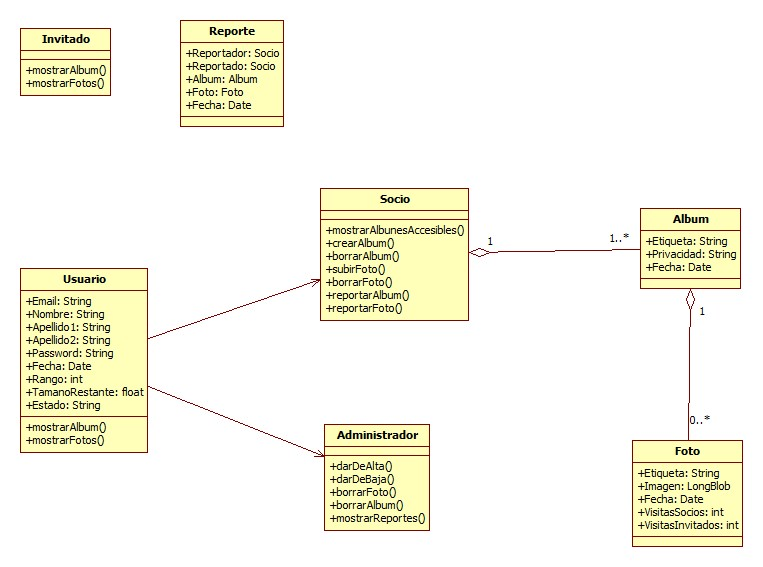 Invitado
+mostrarAlbum()
+mostrarFotos()
Reporte
+Reportador: Socio
+Reportado: Socio
+Album: Album
+Foto: Foto
+Fecha: Date
Socio
+mostrarAlbunesAccesibles()
+crearAlbum()
+borrarAlbum()
+subirFoto()
+borrarFoto()
+reportarAlbum()
+reportarFoto()
1
1..*
Album
+Etiqueta: String
+Privacidad: String
+Fecha: Date
1
0..*
Usuario
+Email: String
+Nombre: String
+Apellido1: String
+Apellido2: String
+Password: String
+Fecha: Date
+Rango: int
+TamanoRestante: float
+Estado: String
+mostrarAlbum()
+mostrarFotos()
Administrador
+darDeAlta()
+darDeBaja()
+borrarFoto()
+borrarAlbum()
+mostrarReportes()
Foto
+Etiqueta: String
+Imagen: LongBlob
+Fecha: Date
+VisitasSocios: int
+VisitasInvitados: int